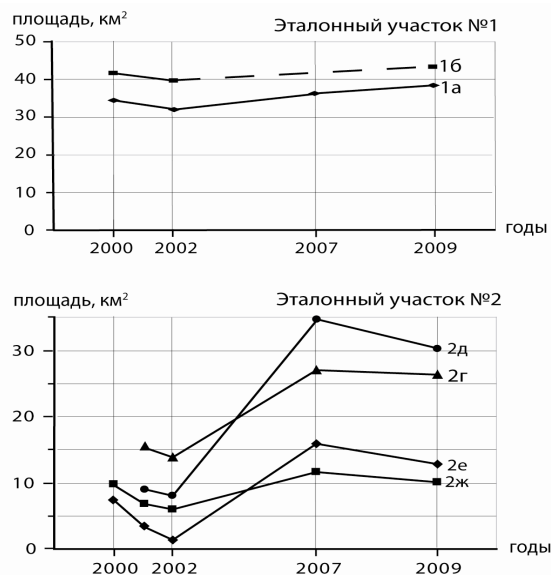 площадь, км²
Эталонный участок №1
50
40
30
20
10
0
1б
1а
годы
2000 2002 2007 2009
площадь, км²
Эталонный участок №2
30
20
10
0
2д
2г
2е
2ж
годы
2000 2002 2007 2009